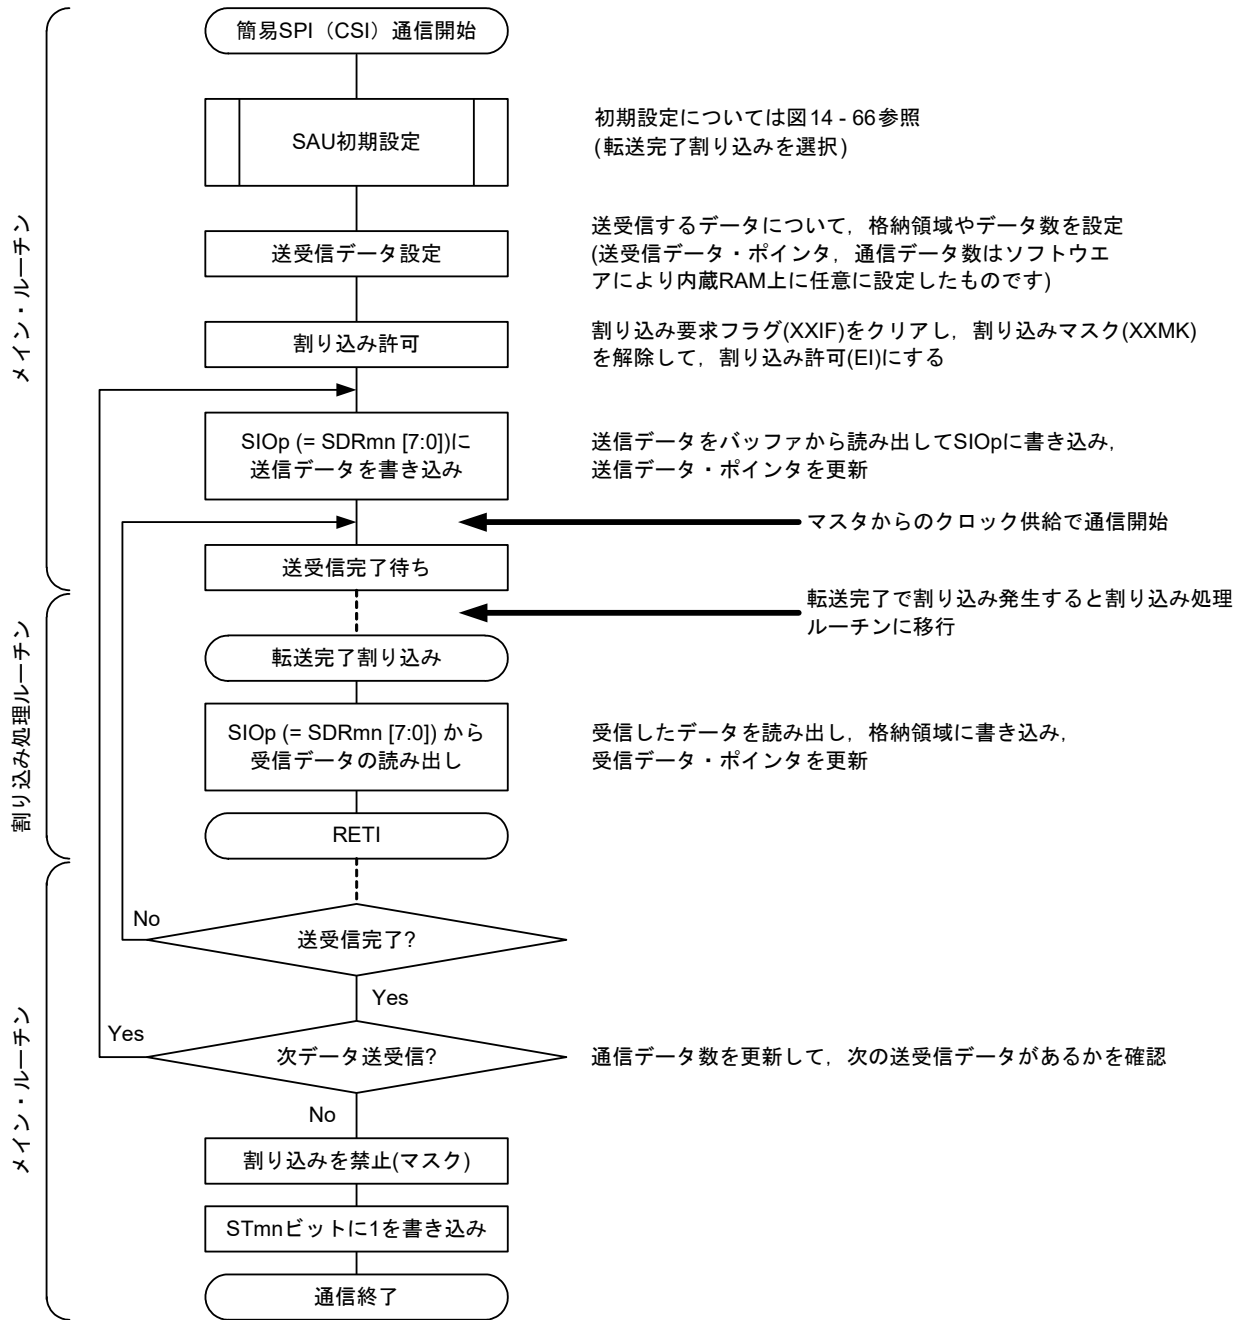 簡易SPI（CSI）通信開始
SAU初期設定
初期設定については図14 - 66参照
(転送完了割り込みを選択)
送受信データ設定
送受信するデータについて，格納領域やデータ数を設定
(送受信データ・ポインタ，通信データ数はソフトウエ
アにより内蔵RAM上に任意に設定したものです)
割り込み許可
割り込み要求フラグ(XXIF)をクリアし，割り込みマスク(XXMK)
を解除して，割り込み許可(EI)にする
メイン・ルーチン
SIOp (= SDRmn [7:0])に
送信データを書き込み
送信データをバッファから読み出してSIOpに書き込み，
送信データ・ポインタを更新
マスタからのクロック供給で通信開始
送受信完了待ち
転送完了で割り込み発生すると割り込み処理
ルーチンに移行
転送完了割り込み
割り込み処理ルーチン
SIOp (= SDRmn [7:0]) から
受信データの読み出し
受信したデータを読み出し，格納領域に書き込み，
受信データ・ポインタを更新
RETI
No
送受信完了?
Yes
Yes
次データ送受信?
通信データ数を更新して，次の送受信データがあるかを確認
メイン・ルーチン
No
割り込みを禁止(マスク)
STmnビットに1を書き込み
通信終了